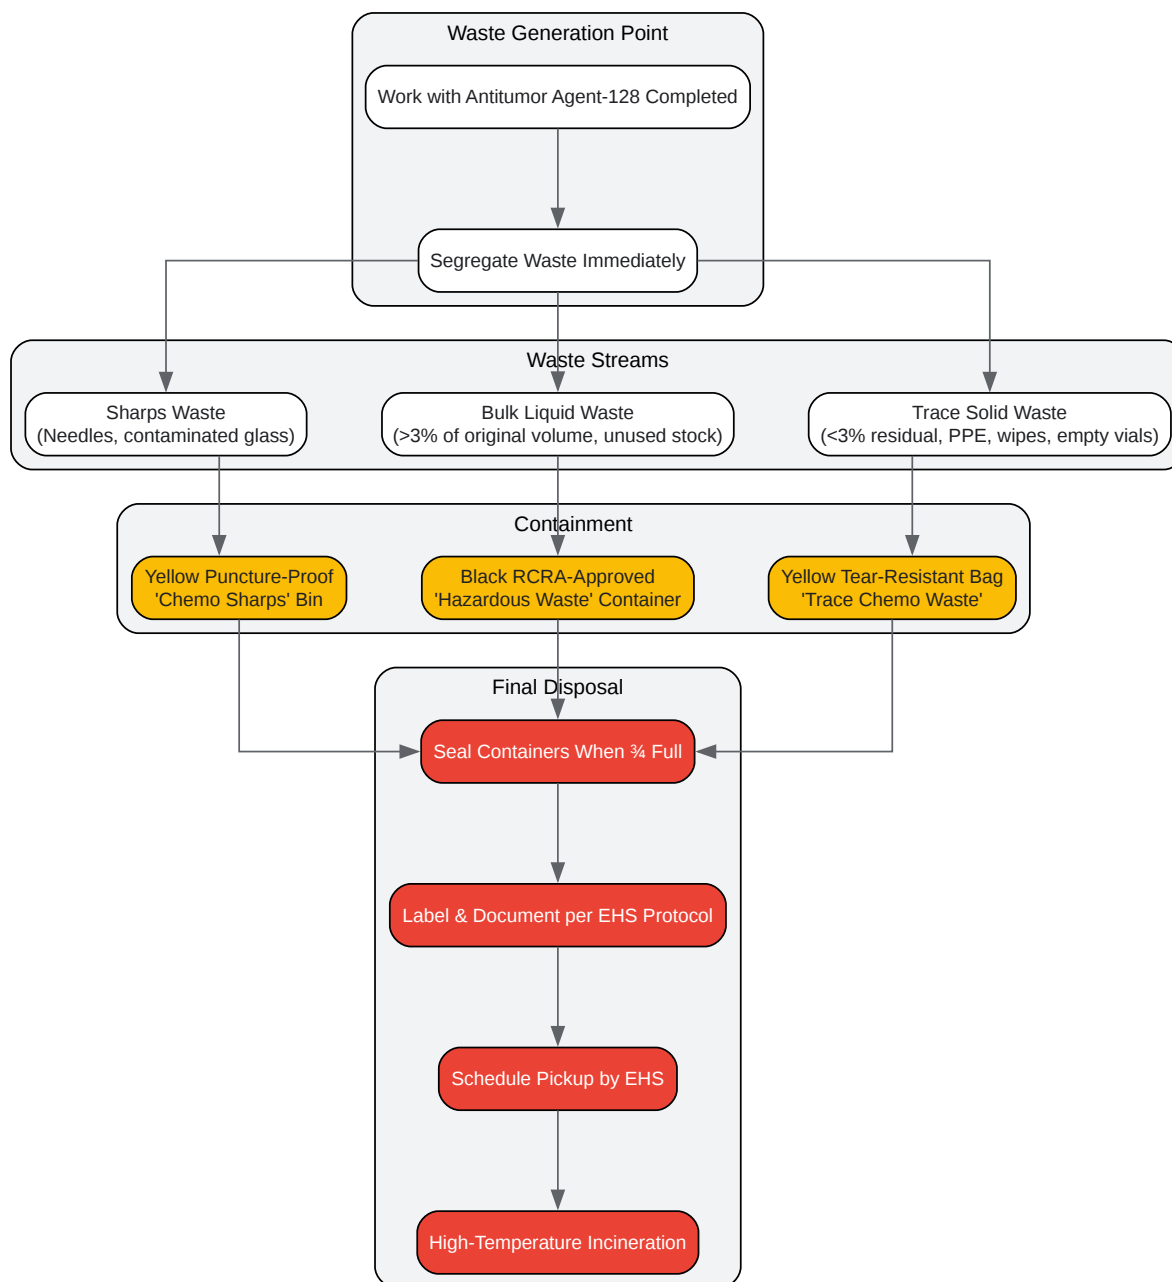 Waste Generation Point
Work with Antitumor Agent-128 Completed
Segregate Waste Immediately
Waste Streams
Sharps Waste
(Needles, contaminated glass)
Bulk Liquid Waste
(>3% of original volume, unused stock)
Trace Solid Waste
(<3% residual, PPE, wipes, empty vials)
Containment
Yellow Puncture-Proof
'Chemo Sharps' Bin
Black RCRA-Approved
'Hazardous Waste' Container
Yellow Tear-Resistant Bag
'Trace Chemo Waste'
Final Disposal
Seal Containers When ¾ Full
Label & Document per EHS Protocol
Schedule Pickup by EHS
High-Temperature Incineration